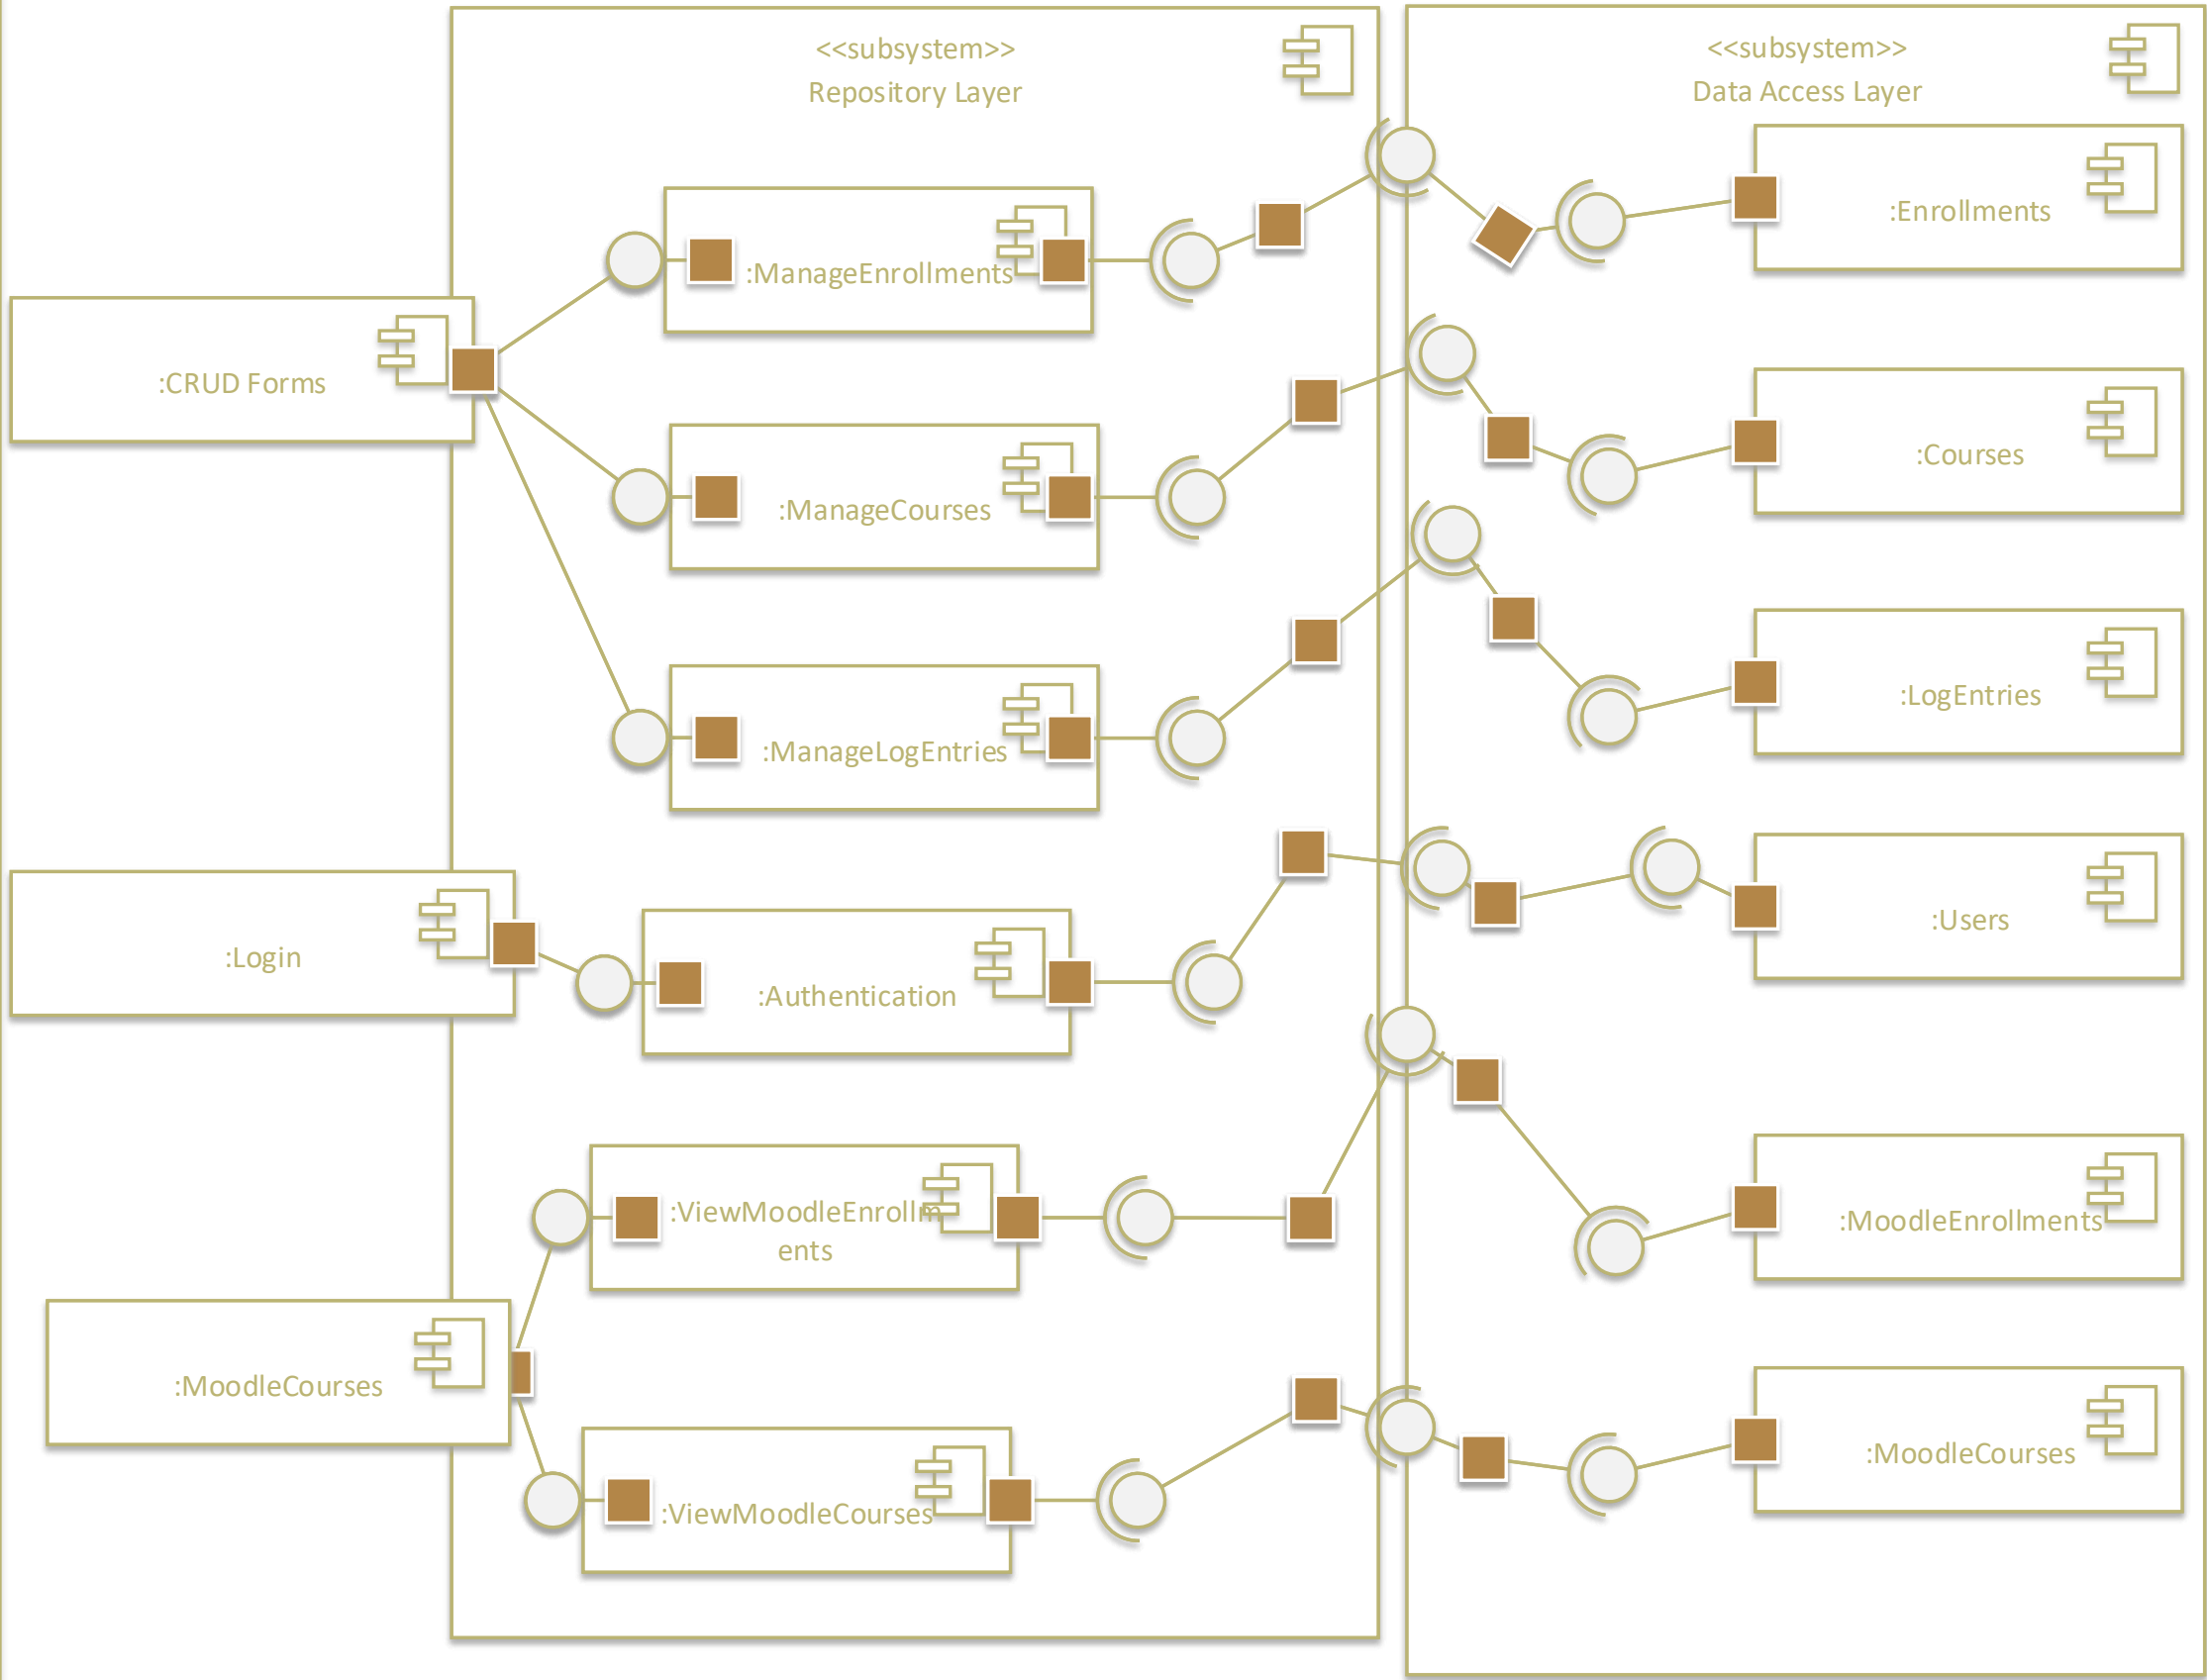 <<subsystem>>
Repository Layer
<<subsystem>>
Data Access Layer
:Enrollments
:ManageEnrollments
:CRUD Forms
:Courses
:ManageCourses
:LogEntries
:ManageLogEntries
:Users
:Login
:Authentication
:ViewMoodleEnrollm
ents
:MoodleEnrollments
:MoodleCourses
:MoodleCourses
:ViewMoodleCourses